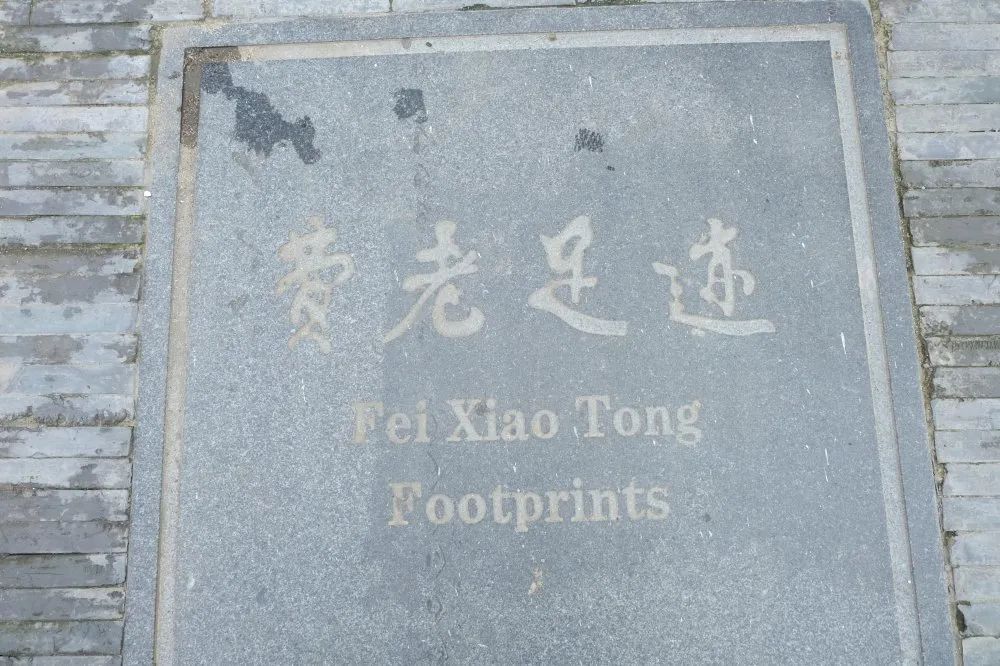 费老足迹
Fei Xiao Tong
Footprints